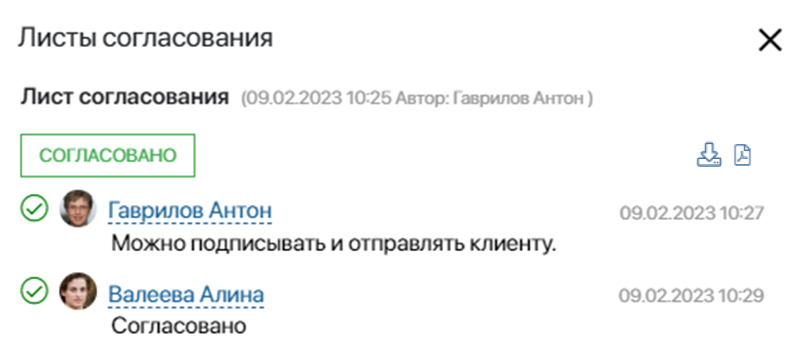 Листы согласования
Лист согласования (09.02.2023 10:25 Автор: Гаврилов Антон )
СОГЛАСОВАНО
Гаврилов Антон 09.02.2023 10:27
Можно подписывать и отправлять клиенту.
Валеева Алина 09.02.2023 10:29
Согласовано